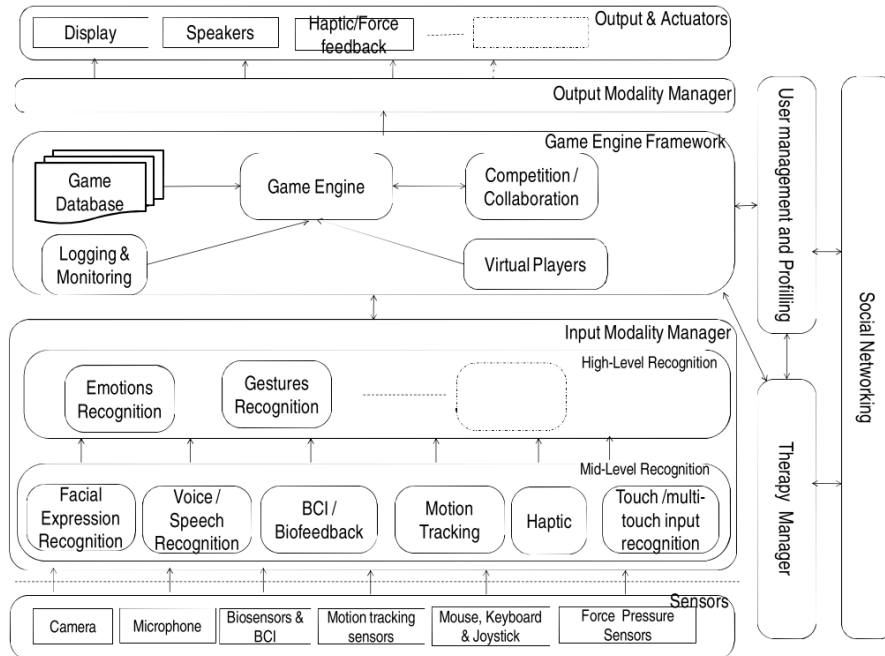 Output & Actuators
Display
Speakers
Haptic/Force
feedback
Output Modality Manager
Game Engine Framework
Game
Database
Game Engine
Competition /
Collaboration
Logging &
Monitoring
Virtual Players
Input Modality Manager
High-Level Recognition
Emotions
Recognition
Gestures
Recognition
Mid-Level Recognition
Facial
Expression
Recognition
Voice /
Speech
Recognition
BCI /
Biofeedback
Motion
Tracking
Haptic
Touch /multi-
touch input
recognition
Sensors
Camera
Microphone
Biosensors &
BCI
Motion tracking
sensors
Mouse, Keyboard
& Joystick
Force Pressure
Sensors
User management and Profilling
Therapy Manager
Social Networking